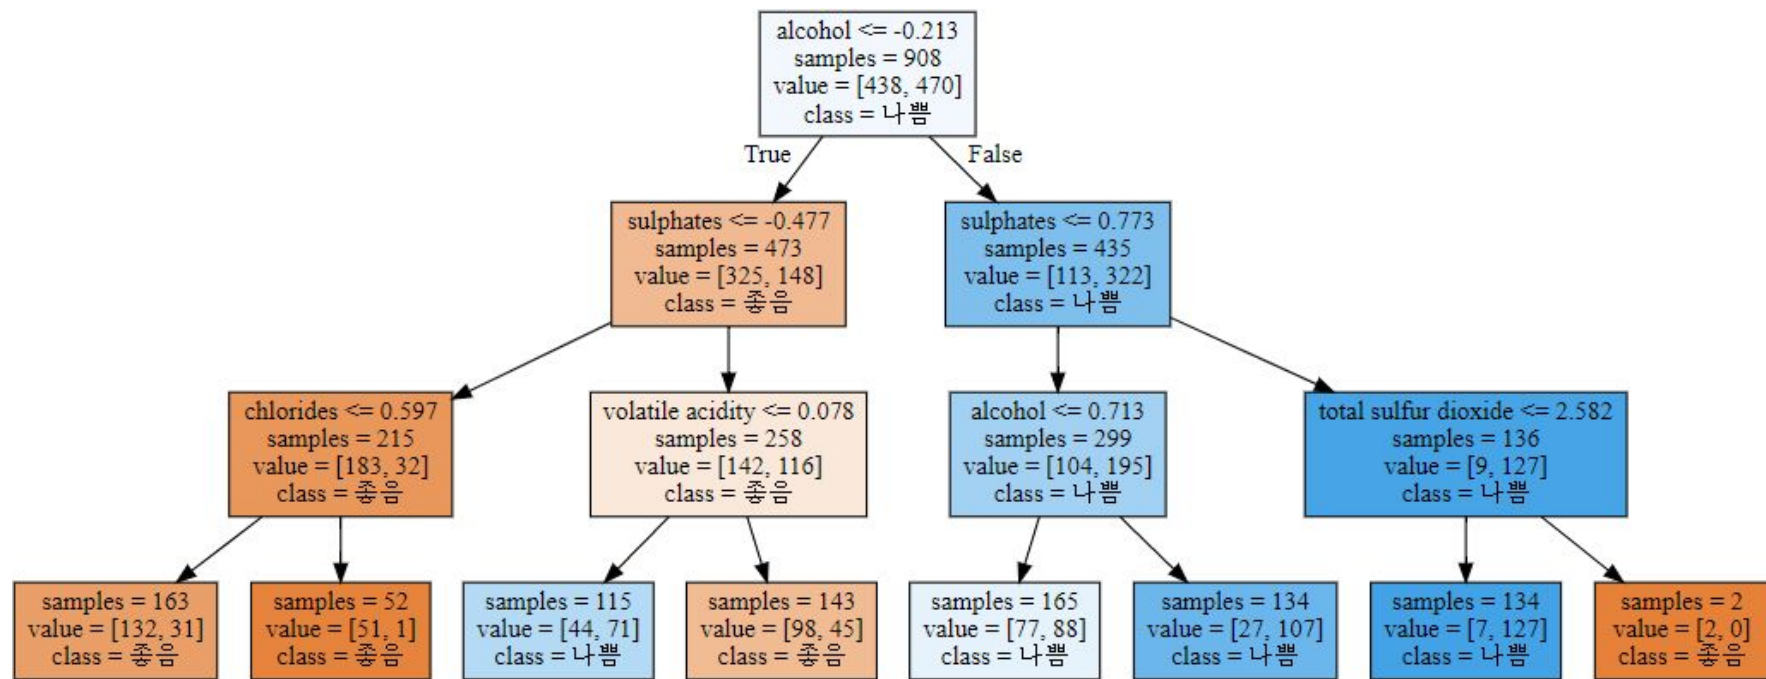 alcohol <= -0.213
samples = 908
value = [438, 470]
class = 나쁨
True
False
sulphates <= -0.477
samples = 473
value = [325, 148]
class = 좋음
sulphates <= 0.773
samples = 435
value = [113, 322]
class = 나쁨
chlorides <= 0.597
samples = 215
value = [183, 32]
class = 좋음
volatile acidity <= 0.078
samples = 258
value = [142, 116]
class = 좋음
alcohol <= 0.713
samples = 299
value = [104, 195]
class = 나쁨
total sulfur dioxide <= 2.582
samples = 136
value = [9, 127]
class = 나쁨
samples = 163
value = [132, 31]
class = 좋음
samples = 52
value = [51, 1]
class = 좋음
samples = 115
value = [44, 71]
class = 나쁨
samples = 143
value = [98, 45]
class = 좋음
samples = 165
value = [77, 88]
class = 나쁨
samples = 134
value = [27, 107]
class = 나쁨
samples = 134
value = [7, 127]
class = 나쁨
samples = 2
value = [2, 0]
class = 좋음